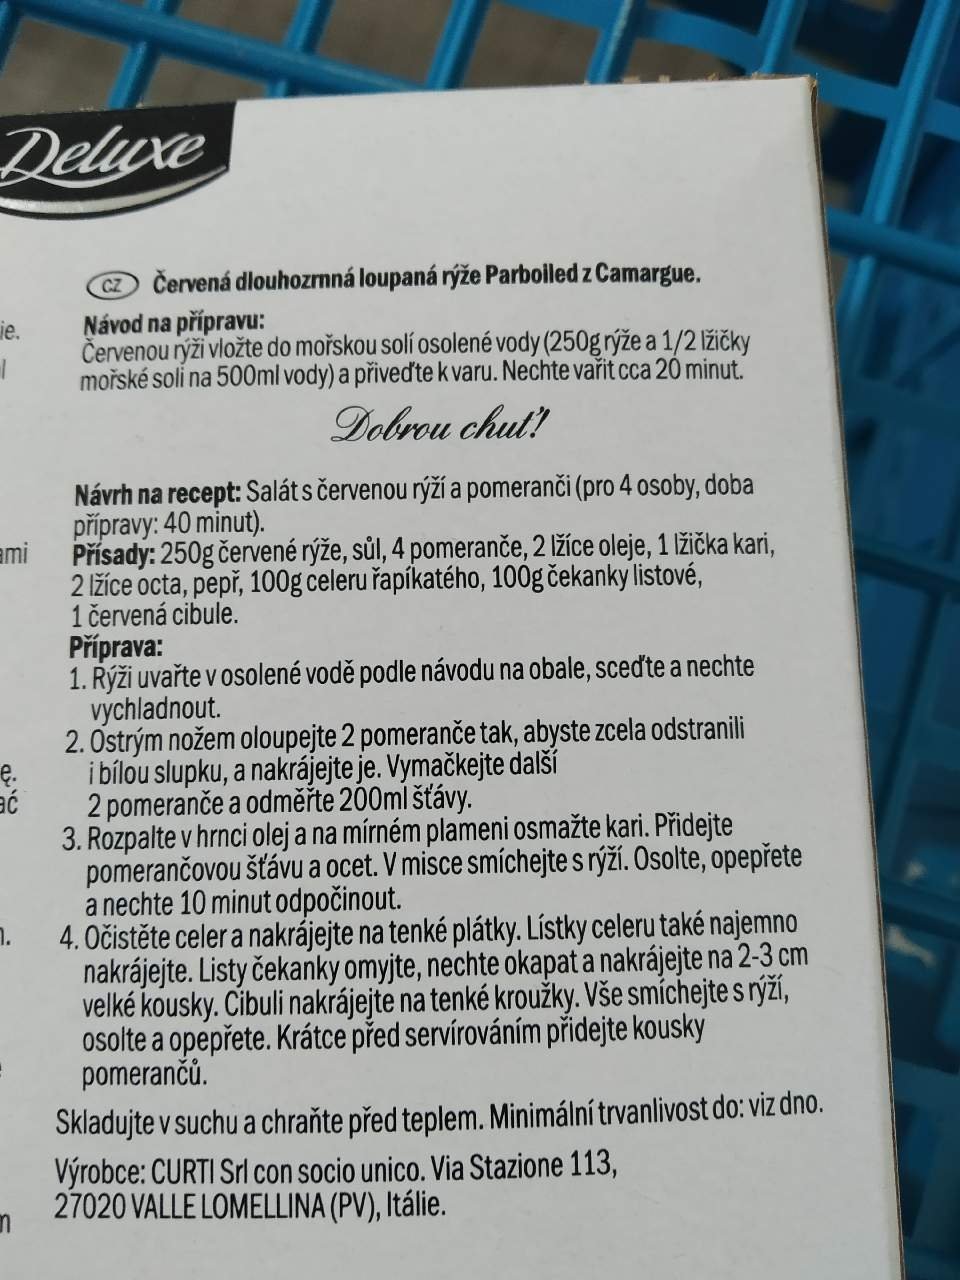 Deluxe
CZ Červená dlouhozrnná loupaná rýže Parboiled z Camargue.
Návod na přípravu:
Červenou rýži vložte do mořskou solí osolené vody (250g rýže a 1/2 lžičky
mořské soli na 500ml vody) a přiveďte k varu. Nechte vařit cca 20 minut.
Dobrou chuť!
Návrh na recept: Salát s červenou rýží a pomeranči (pro 4 osoby, doba
přípravy: 40 minut).
Přísady: 250g červené rýže, sůl, 4 pomeranče, 2 lžíce oleje, 1 lžička kari,
2 lžíce octa, pepř, 100g celeru řapíkatého, 100g čekanky listové,
1 červená cibule.
Příprava:
1. Rýži uvařte v osolené vodě podle návodu na obale, sceďte a nechte
vychladnout.
2. Ostrým nožem oloupejte 2 pomeranče tak, abyste zcela odstranili
i bílou slupku, a nakrájejte je. Vymačkejte další
2 pomeranče a odměřte 200ml šťávy.
3. Rozpalte v hrnci olej a na mírném plameni osmažte kari. Přidejte
pomerančovou šťávu a ocet. V misce smíchejte s rýží. Osolte, opepřete
a nechte 10 minut odpočinout.
4. Očistěte celer a nakrájejte na tenké plátky. Lístky celeru také najemno
nakrájejte. Listy čekanky omyjte, nechte okapat a nakrájejte na 2-3 cm
velké kousky. Cibuli nakrájejte na tenké kroužky. Vše smíchejte s rýží,
osolte a opepřete. Krátce před servírováním přidejte kousky
pomerančů.
Skladujte v suchu a chraňte před teplem. Minimální trvanlivost do: viz dno.
Výrobce: CURTI Srl con socio unico. Via Stazione 113,
27020 VALLE LOMELLINA (PV), Itálie.